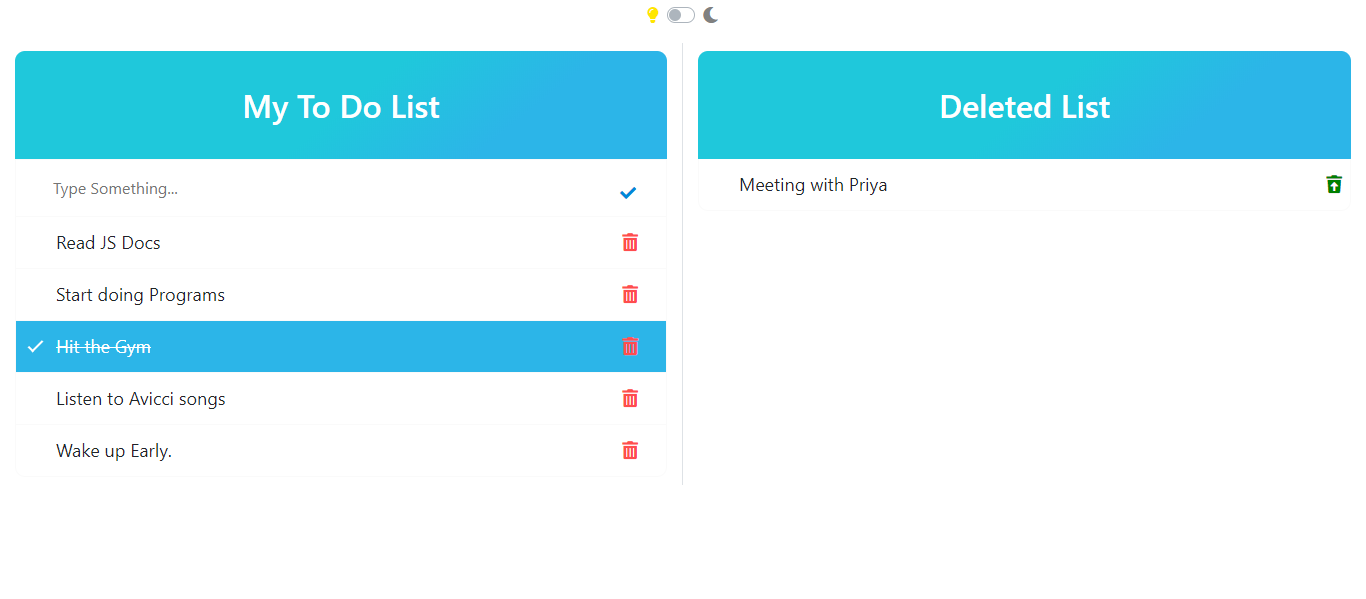 My To Do List
Type Something...
Read JS Docs
Start doing Programs
Hit the Gym
Listen to Avicci songs
Wake up Early.
Deleted List
Meeting with Priya